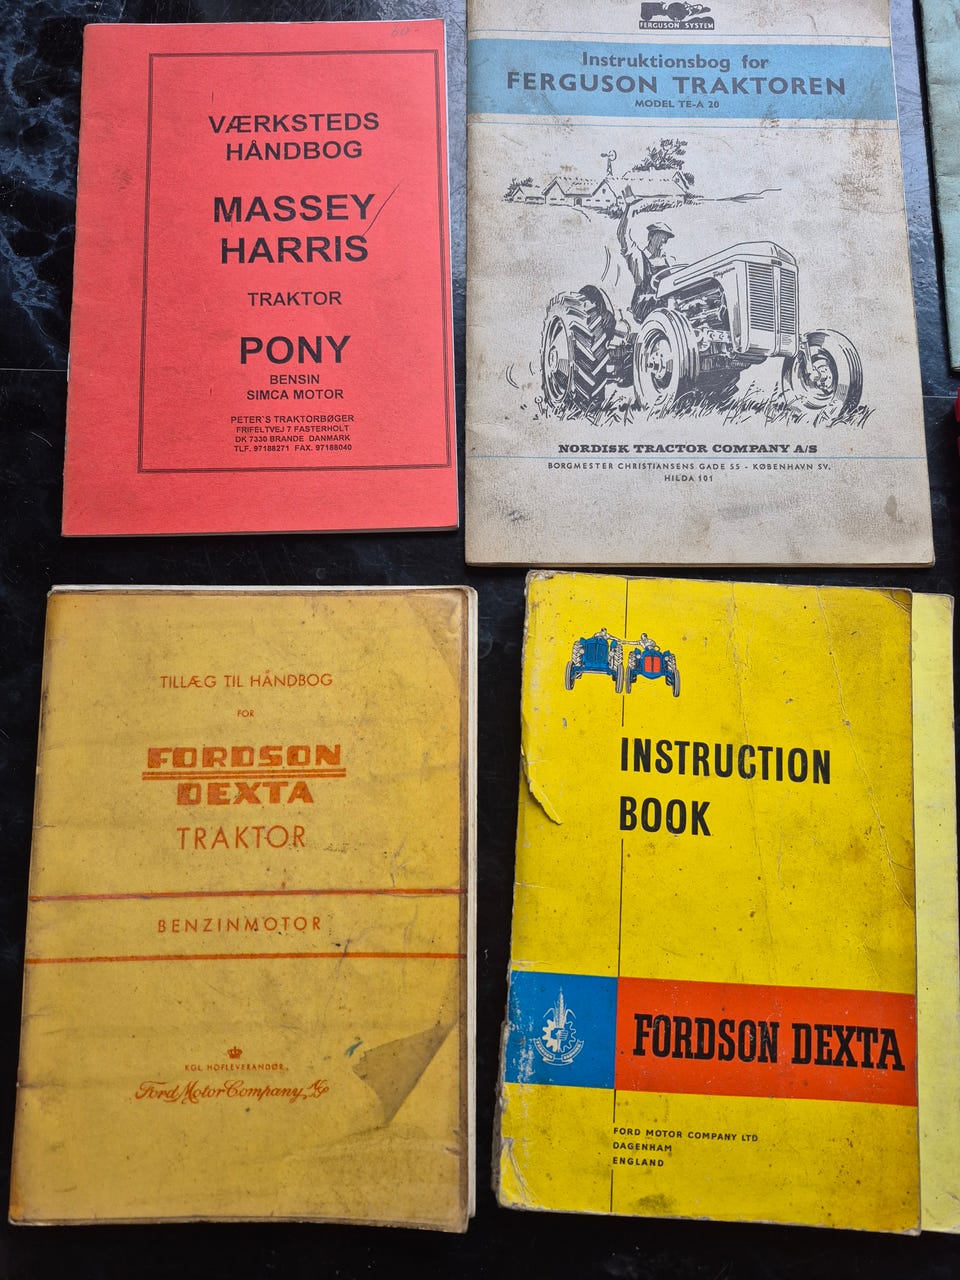 60-
VÆRKSTEDS
HÅNDBOG
MASSEY
HARRIS
TRAKTOR
PONY
BENSIN
SIMCA MOTOR
PETER`S TRAKTORBØGER
FRIFELTVEJ 7 FASTERHOLT
DK 7330 BRANDE DANMARK
TLF. 97188271 FAX. 97188040
FERGUSON SYSTEM
Instruktionsbog for
FERGUSON TRAKTOREN
MODEL TE-A 20
NORDISK TRACTOR COMPANY A/S
BORGMESTER CHRISTIANSENS GADE 55 - KØBENHAVN SV.
HILDA 101
TILLÆG TIL HÅNDBOG
FOR
FORDSON
DEXTA
TRAKTOR
BENZINMOTOR
KGL. HOFLEVERANDØR.
Ford Motor Company A/S
INSTRUCTION
BOOK
FORDSON DEXTA
FORD MOTOR COMPANY LTD
DAGENHAM
ENGLAND